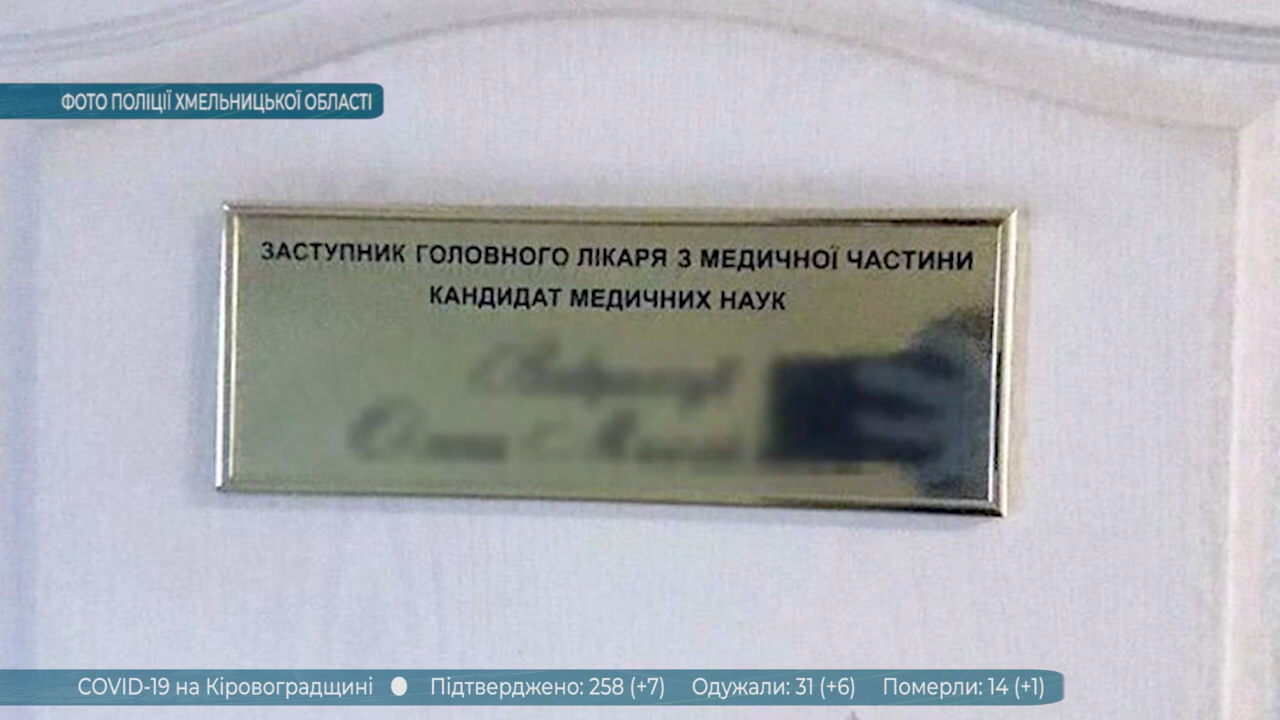 ФОТО ПОЛІЦІЇ ХМЕЛЬНИЦЬКОЇ ОБЛАСТІ
ЗАСТУПНИК ГОЛОВНОГО ЛІКАРЯ З МЕДИЧНОЇ ЧАСТИНИ
КАНДИДАТ МЕДИЧНИХ НАУК
COVID-19 на Кіровоградщині ● Підтверджено: 258 (+7) Одужали: 31 (+6) Померли: 14 (+1)